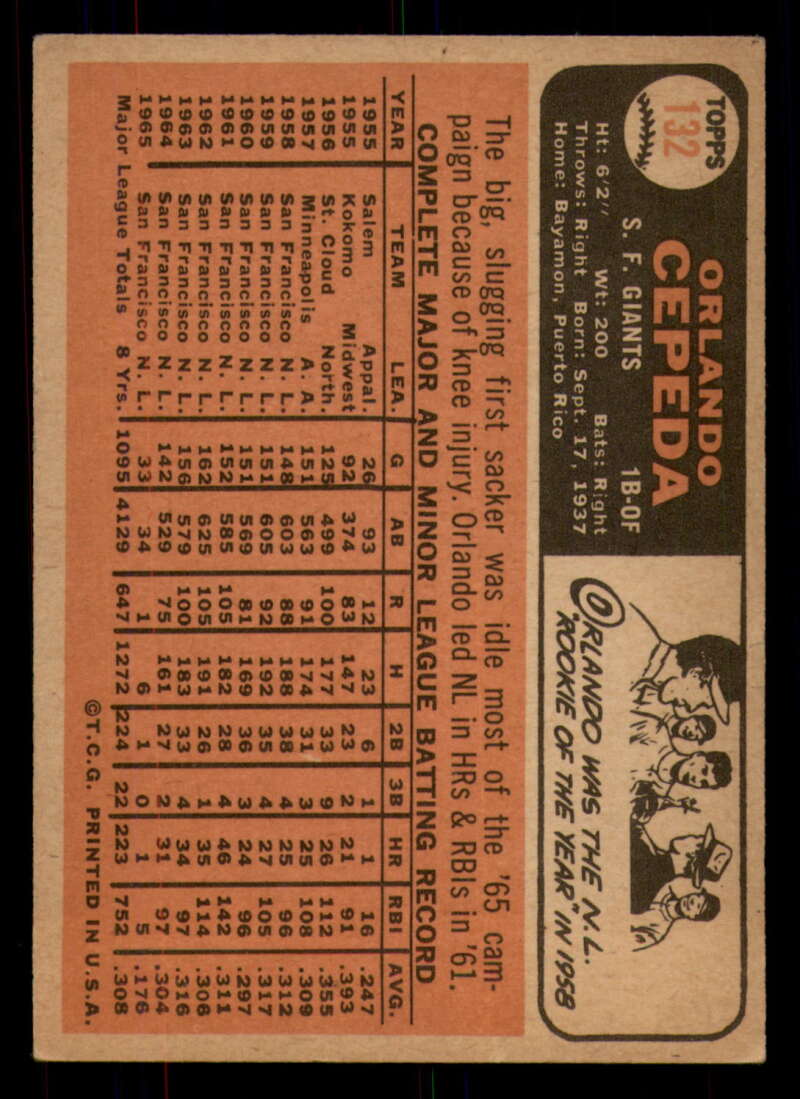 TOPPS
132
ORLANDO
CEPEDA
S. F. GIANTS 1B-OF
Ht: 6'2" Wt: 200 Bats: Right
Throws: Right Born: Sept. 17, 1937
Home: Bayamon, Puerto Rico
ORLANDO WAS THE N.L.
"ROOKIE OF THE YEAR" IN 1958
The big, slugging first sacker was idle most of the '65 cam-
paign because of knee injury. Orlando led NL in HRs & RBIs in '61.
COMPLETE MAJOR AND MINOR LEAGUE BATTING RECORD
YEAR TEAM LEA. G AB R H 2B 3B HR RBI AVG.
1955 Salem Appal. 26 93 12 23 6 1 1 16 .247
1955 Kokomo Midwest 92 374 83 147 23 2 21 91 .393
1956 St. Cloud North. 125 499 100 177 33 9 26 112 .355
1957 Minneapolis A. A. 151 563 91 174 31 3 25 108 .309
1958 San Francisco N. L. 148 603 88 188 38 4 25 96 .312
1959 San Francisco N. L. 151 605 92 192 35 4 27 105 .317
1960 San Francisco N. L. 151 569 81 169 36 3 24 96 .297
1961 San Francisco N. L. 152 585 105 182 28 4 46 142 .311
1962 San Francisco N. L. 162 625 105 191 26 1 35 114 .306
1963 San Francisco N. L. 156 579 100 183 33 4 34 97 .316
1964 San Francisco N. L. 142 529 75 161 27 2 31 97 .304
1965 San Francisco N. L. 33 34 1 6 1 0 1 5 .176
Major League Totals 8 Yrs. 1095 4129 647 1272 224 22 223 752 .308
©T.C.G. PRINTED IN U.S.A.